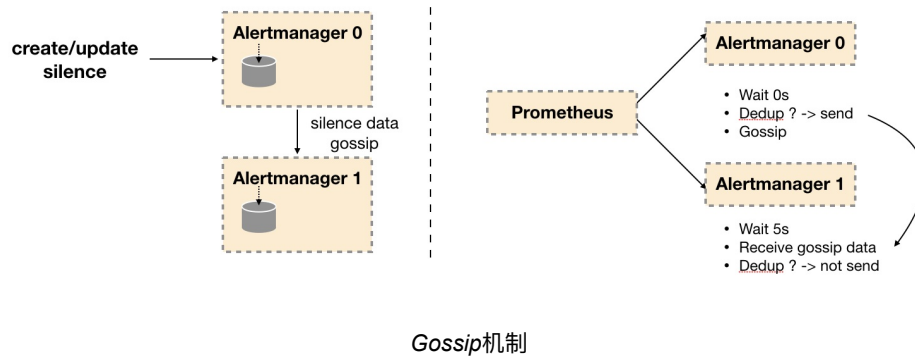 create/update
silence
Alertmanager 0
silence data
gossip
Alertmanager 1
Prometheus
Alertmanager 0
• Wait 0s
• Dedup ? -> send
• Gossip
Alertmanager 1
• Wait 5s
• Receive gossip data
• Dedup ? -> not send
Gossip机制